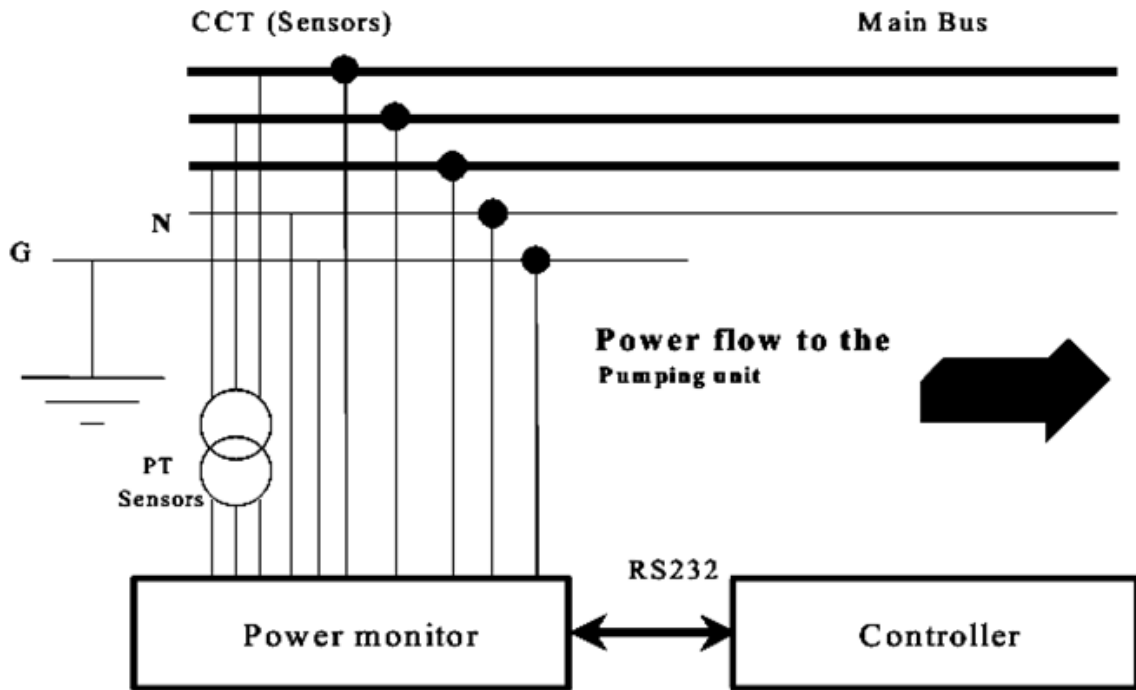 CCT (Sensors)
Main Bus
N
G
Power flow to the
Pumping unit
PT
Sensors
RS232
Power monitor
Controller